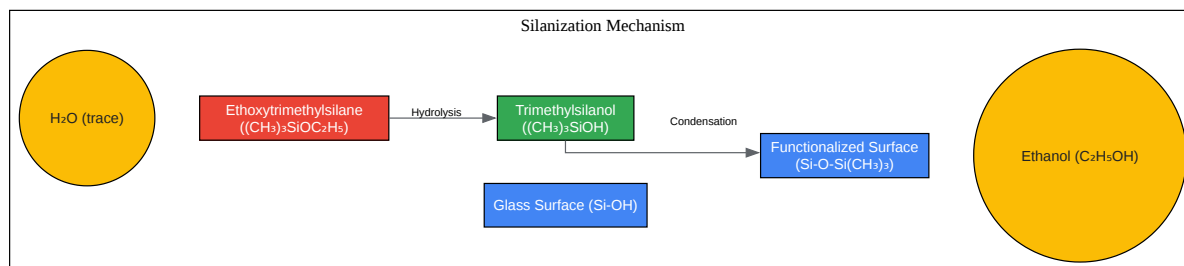 Silanization Mechanism
H₂O (trace)
Ethoxytrimethylsilane
((CH₃)₃SiOC₂H₅)
Hydrolysis
Trimethylsilanol
((CH₃)₃SiOH)
Condensation
Functionalized Surface
(Si-O-Si(CH₃)₃)
Ethanol (C₂H₅OH)
Glass Surface (Si-OH)